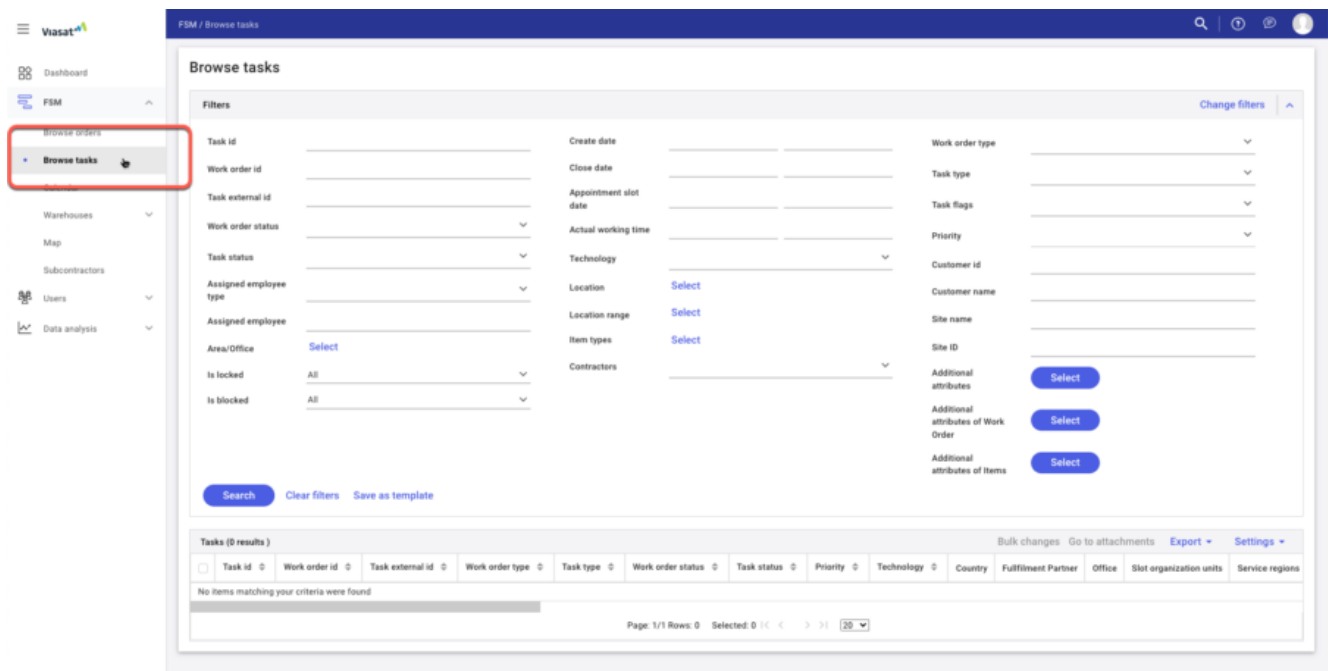 Viasat
FSM / Browse tasks
Dashboard
FSM
Browse orders
Browse tasks
Calendar
Warehouses
Map
Subcontractors
Users
Data analysis
Browse tasks
Filters
Change filters
Task id
Work order id
Task external id
Work order status
Task status
Assigned employee
type
Assigned employee
Area/Office Select
Is locked All
Is blocked All
Create date
Close date
Appointment slot
date
Actual working time
Technology
Location Select
Location range Select
Item types Select
Contractors
Work order type
Task type
Task flags
Priority
Customer id
Customer name
Site name
Site ID
Additional
attributes
Select
Additional
attributes of Work
Order
Select
Additional
attributes of Items
Select
Search Clear filters Save as template
Tasks (0 results )
Bulk changes Go to attachments Export Settings
Task id Work order id Task external id Work order type Task type Work order status Task status Priority Technology Country Fullfilment Partner Office Slot organization units Service regions
No items matching your criteria were found
Page: 1/1 Rows: 0 Selected: 0 |< < > >| 20